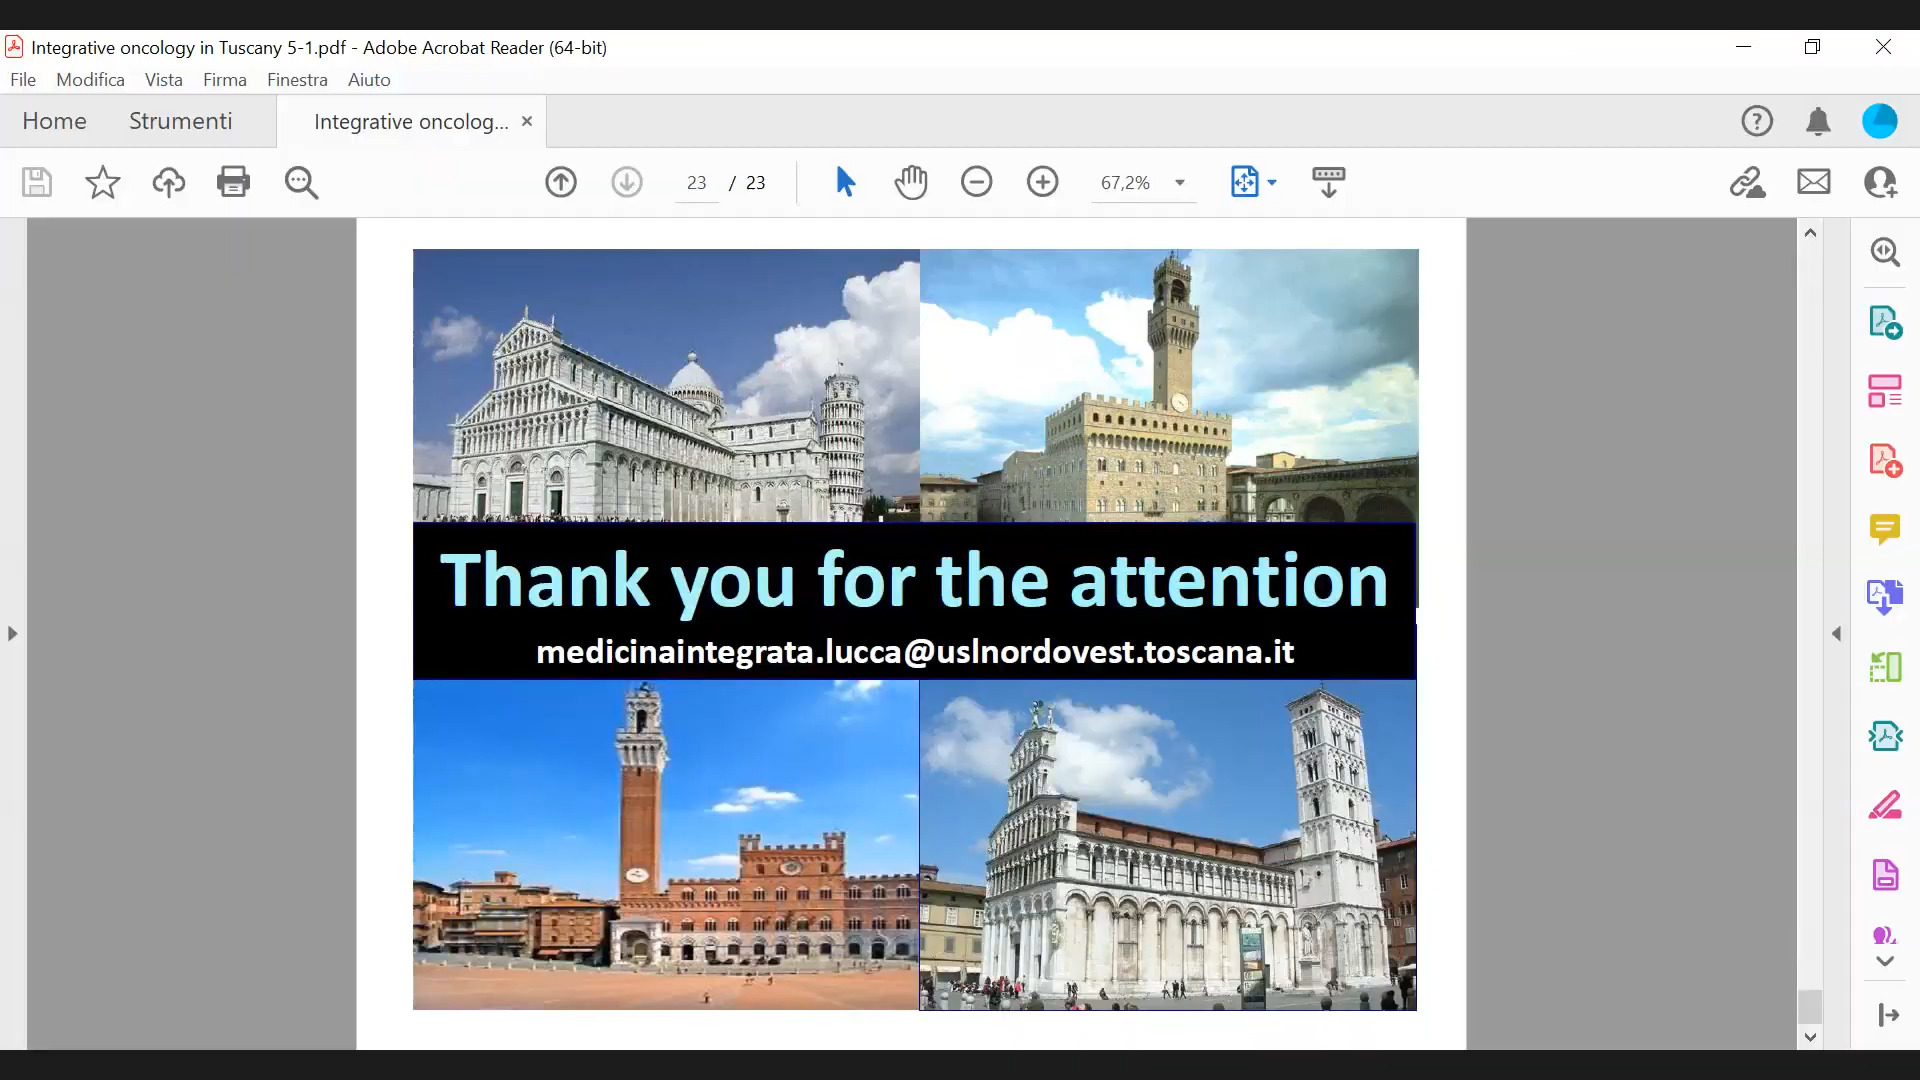 Integrative oncology in Tuscany 5-1.pdf - Adobe Acrobat Reader (64-bit)
File Modifica Vista Firma Finestra Aiuto
Home Strumenti Integrative oncolog... ×
23 / 23 67,2%
Thank you for the attention
medicinaintegrata.lucca@uslnordovest.toscana.it